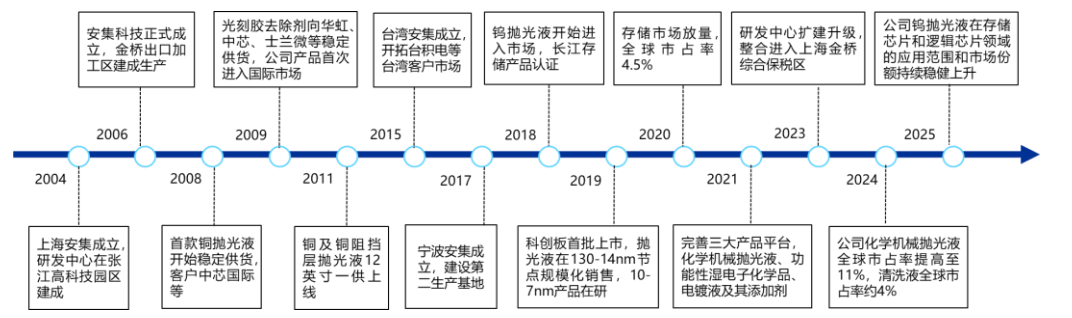 安集科技正式成
立，金桥出口加
工区建成生产
光刻胶去除剂向华虹、
中芯、士兰微等稳定
供货，公司产品首次
进入国际市场
台湾安集成立，
开拓台积电等
台湾客户市场
钨抛光液开始进
入市场，长江存
储产品认证
存储市场放量，
全球市占率
4.5%
研发中心扩建升级，
整合进入上海金桥
综合保税区
公司钨抛光液在存储
芯片和逻辑芯片领域
的应用范围和市场份
额持续稳健上升
2006
2009
2015
2018
2020
2023
2025
2004
2008
2011
2017
2019
2021
2024
上海安集成立，
研发中心在张
江高科技园区
建成
首款铜抛光液
开始稳定供货，
客户中芯国际
等
铜及铜阻挡
层抛光液12
英寸一供上
线
宁波安集成
立，建设第
二生产基地
科创板首批上市，抛
光液在130-14nm节
点规模化销售，10-
7nm产品在研
完善三大产品平台，
化学机械抛光液、功
能性湿电子化学品、
电镀液及其添加剂
公司化学机械抛光液
全球市占率提高至
11%，清洗液全球市
占率约4%